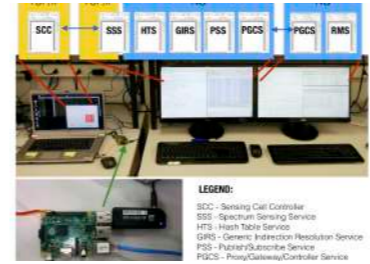 SCC
SSS
HTS
GIRS
PSS
PGCS
PGCS
RMS
LEGEND:
SCC - Sensing Cell Controller
SSS - Spectrum Sensing Service
HTS - Hash Table Service
GIRS - Generic Indirection Resolution Service
PSS - Publish/Subscribe Service
PGCS - Proxy/Gateway/Controller Service